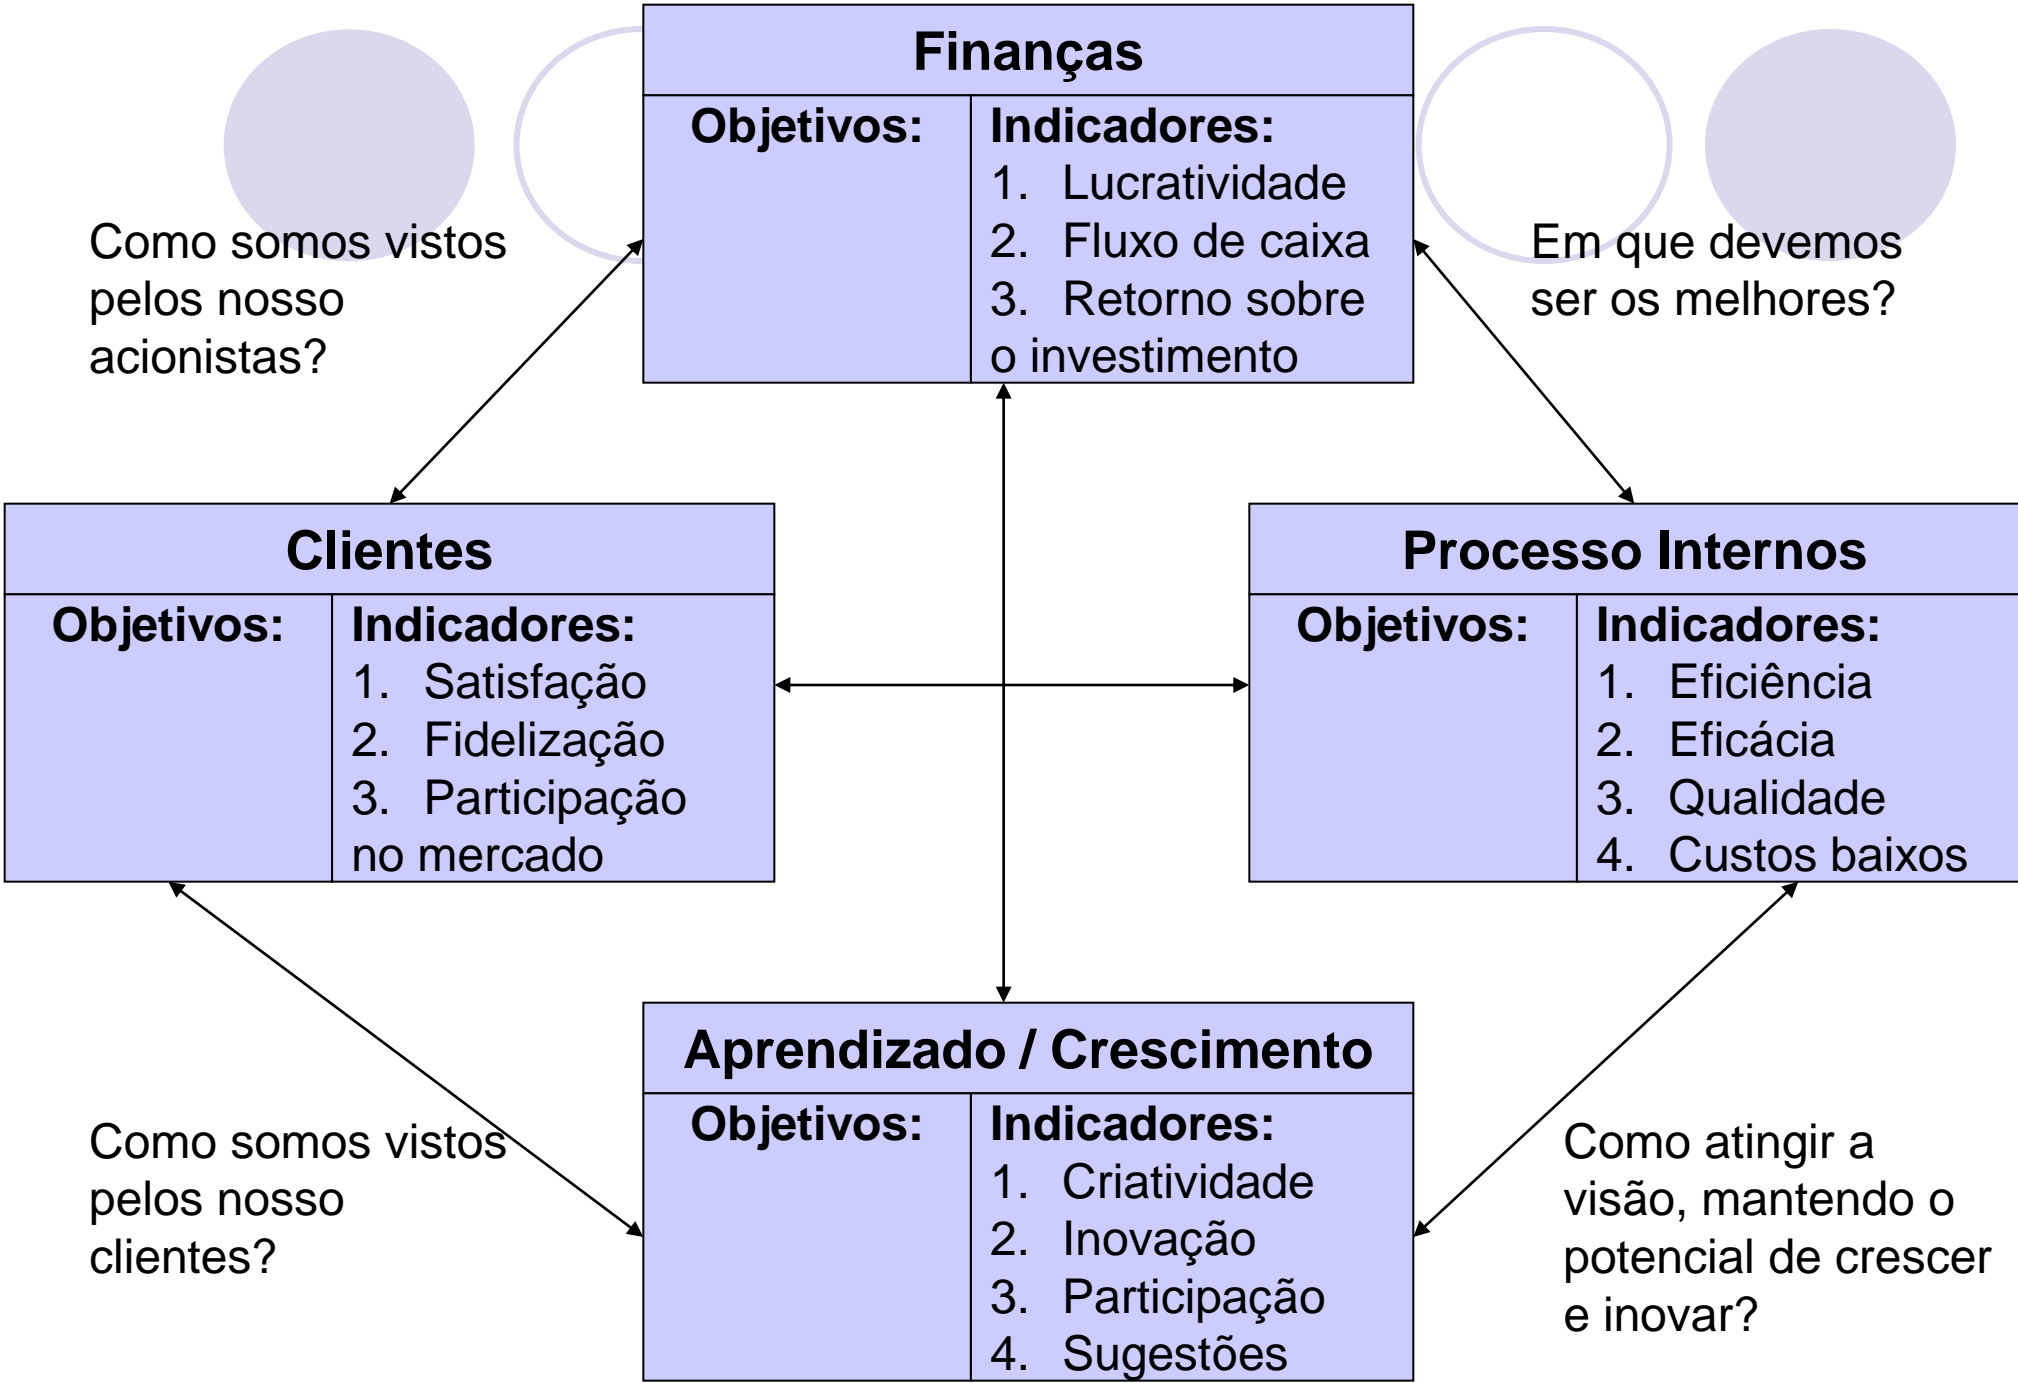 Finanças
Objetivos:
Indicadores:
1. Lucratividade
2. Fluxo de caixa
3. Retorno sobre
o investimento
Como somos vistos
pelos nosso
acionistas?
Em que devemos
ser os melhores?
Clientes
Objetivos:
Indicadores:
1. Satisfação
2. Fidelização
3. Participação
no mercado
Processo Internos
Objetivos:
Indicadores:
1. Eficiência
2. Eficácia
3. Qualidade
4. Custos baixos
Como somos vistos
pelos nosso
clientes?
Aprendizado / Crescimento
Objetivos:
Indicadores:
1. Criatividade
2. Inovação
3. Participação
4. Sugestões
Como atingir a
visão, mantendo o
potencial de crescer
e inovar?